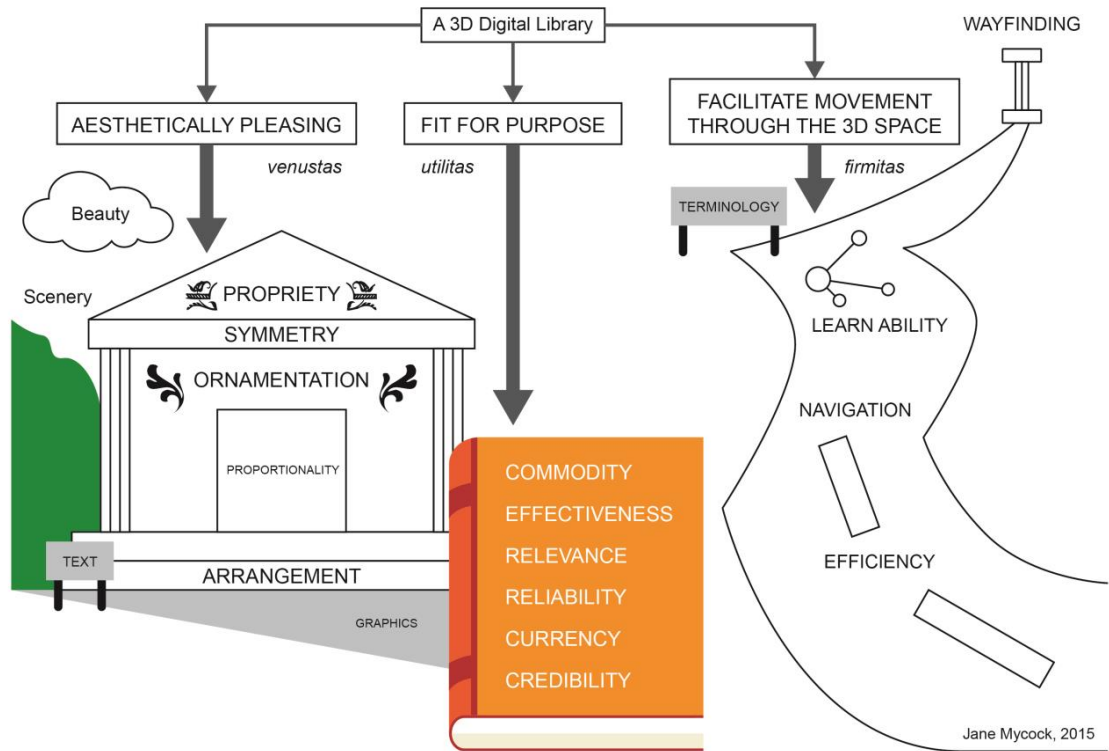 A 3D Digital Library
WAYFINDING
AESTHETICALLY PLEASING
FIT FOR PURPOSE
FACILITATE MOVEMENT
THROUGH THE 3D SPACE
venustas
utilitas
firmitas
Beauty
TERMINOLOGY
Scenery
PROPRIETY
SYMMETRY
ORNAMENTATION
PROPORTIONALITY
TEXT
ARRANGEMENT
GRAPHICS
COMMODITY
EFFECTIVENESS
RELEVANCE
RELIABILITY
CURRENCY
CREDIBILITY
LEARN ABILITY
NAVIGATION
EFFICIENCY
Jane Mycock, 2015